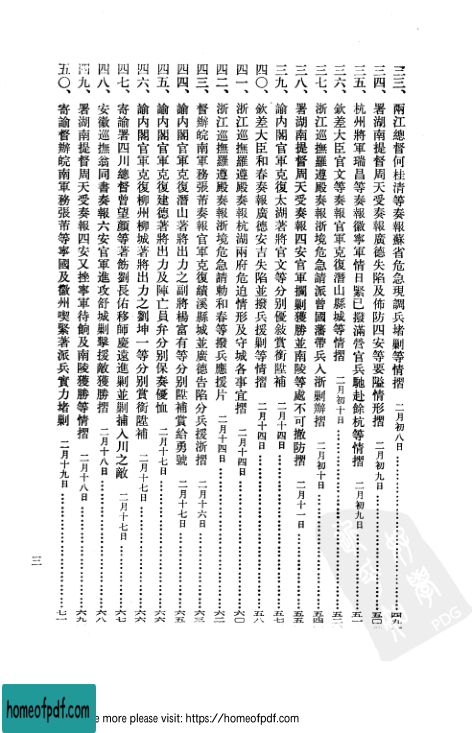 三三、兩江總督何桂清等奏報蘇省危急現調兵堵剿等情摺 二月初八日 四九
三四、署湖南提督周天受奏報廣德失陷及佈防四安等要隘情形摺 二月初九日 五〇
三五、杭州將軍瑞昌等奏報徽寧軍情日緊已撥滿營官兵馳赴餘杭等情摺 二月初九日 五一
三六、欽差大臣官文等奏報官軍克復潛山縣城等情摺 二月初十日
三七、浙江巡撫羅遵殿奏報浙境危急請派曾國藩帶兵入浙剿辦摺 二月初十日 五四
三八、署湖南提督周天受奏報四安官軍攔剿獲勝並南陵等處不可撤防摺 二月十一日 五五
三九、諭內閣官軍克復太湖著將官文等分別優敍賞銜陞補 二月十四日 五七
四〇、欽差大臣和春奏報廣德安吉失陷並撥兵援剿等情摺 二月十四日 五八
四一、浙江巡撫羅遵殿奏報杭湖兩府危迫情形及守城各事宜摺 二月十四日 六〇
四二、浙江巡撫羅遵殿奏報浙境危急請勅和春等撥兵應援片 二月十四日 六二
四三、督辦皖南軍務張芾奏報官軍克復績溪縣城並廣德告陷分兵援浙摺 二月十六日 六三
四四、諭內閣官軍克復潛山著將出力之副將楊富有等分別陞補賞給勇號 二月十七日 六五
四五、諭內閣官軍克復建德著將出力及陣亡員弁分別保奏優恤 二月十七日 六六
四六、諭內閣官軍克復柳州柳城著將出力之劉坤一等分別賞銜陞補 二月十七日 六六
四七、寄諭署四川總督曾望顏等著飭劉長佑移師慶遠進剿並剿捕入川之敵 二月十七日 六七
四八、安徽巡撫翁同書奏報六安官軍進攻舒城剿擊援敵獲勝摺 二月十八日 六八
四九、署湖南提督周天受奏報四安又挫寧軍待餉及南陵獲勝等情摺 二月十八日 六九
五〇、寄諭督辦皖南軍務張芾等寧國及徽州喫緊著派兵實力堵剿 二月十九日 七一
三
PDG
homeofpdf.com
e more please visit: https://homeofpdf.com